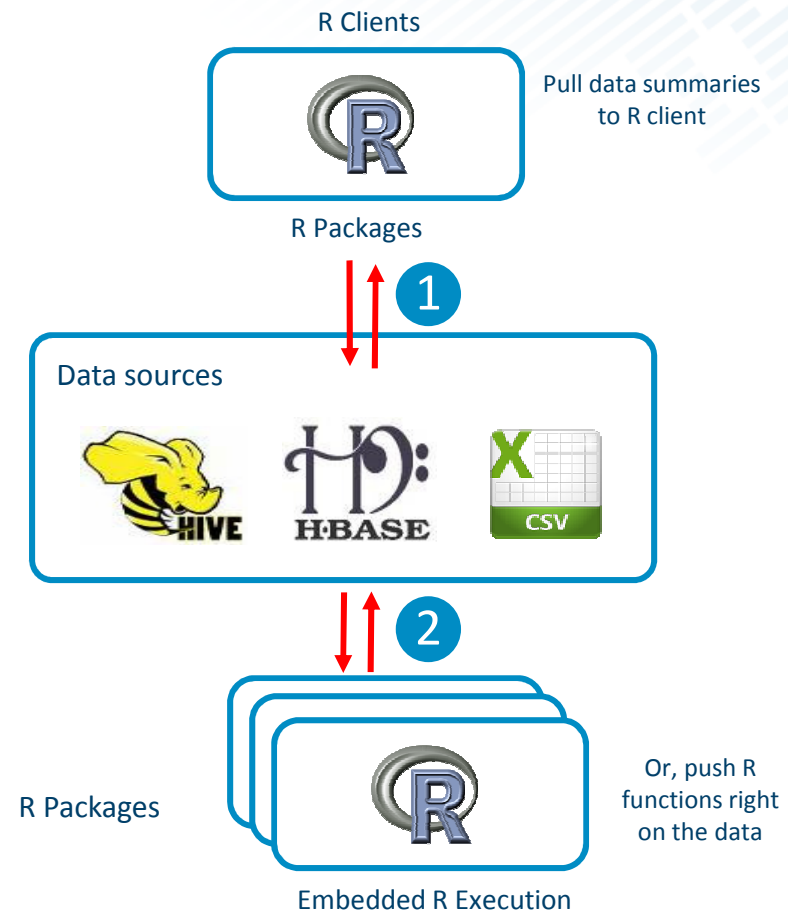 R Clients
R
Pull data summaries
to R client
R Packages
1
Data sources
HIVE
H·BASE
X
CSV
2
R Packages
R
Or, push R
functions right
on the data
Embedded R Execution